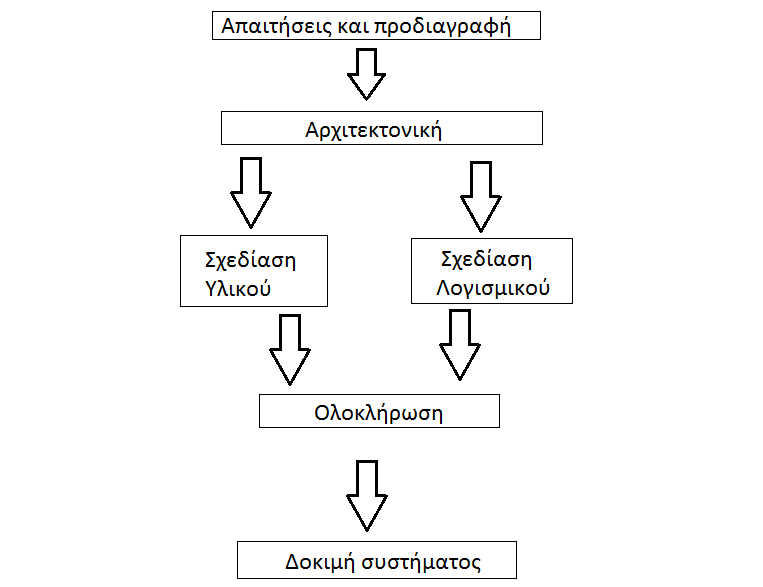 Απαιτήσεις και προδιαγραφή
Αρχιτεκτονική
Σχεδίαση
Υλικού
Σχεδίαση
Λογισμικού
Ολοκλήρωση
Δοκιμή συστήματος